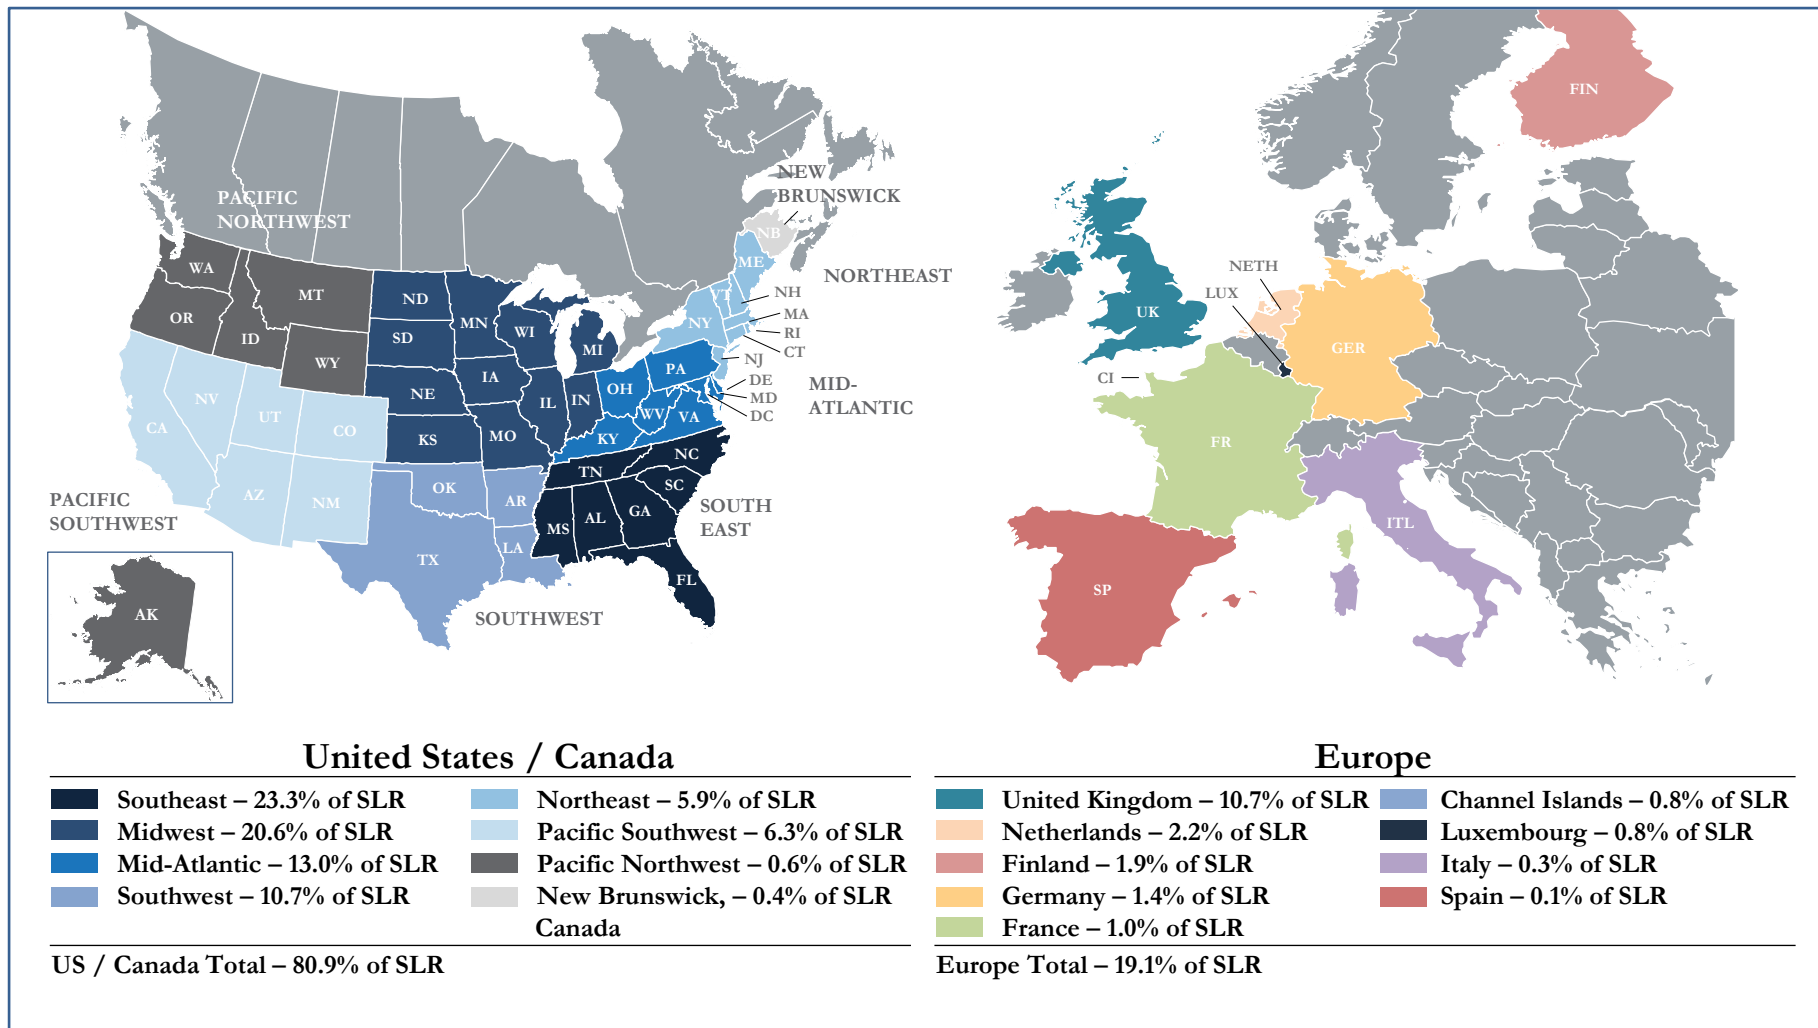 PACIFIC
NORTHWEST
NEW
BRUNSWICK
NB
ME
NORTHEAST
WA
MT
ND
MN
VT
NH
OR
ID
SD
WI
NY
MA
RI
MI
CT
WY
NE
IA
PA
NJ
MID-
ATLANTIC
NV
UT
IL
IN
OH
DE
MD
CA
CO
KS
MO
WV
VA
DC
KY
NC
TN
AZ
NM
OK
AR
SC
PACIFIC
SOUTHWEST
SOUTH
EAST
MS
AL
GA
TX
LA
FL
AK
SOUTHWEST
FIN
NETH
LUX
UK
GER
CI
FR
ITL
SP
United States / Canada
Southeast – 23.3% of SLR
Midwest – 20.6% of SLR
Mid-Atlantic – 13.0% of SLR
Southwest – 10.7% of SLR
Northeast – 5.9% of SLR
Pacific Southwest – 6.3% of SLR
Pacific Northwest – 0.6% of SLR
New Brunswick, – 0.4% of SLR
Canada
US / Canada Total – 80.9% of SLR
Europe
United Kingdom – 10.7% of SLR
Netherlands – 2.2% of SLR
Finland – 1.9% of SLR
Germany – 1.4% of SLR
France – 1.0% of SLR
Channel Islands – 0.8% of SLR
Luxembourg – 0.8% of SLR
Italy – 0.3% of SLR
Spain – 0.1% of SLR
Europe Total – 19.1% of SLR